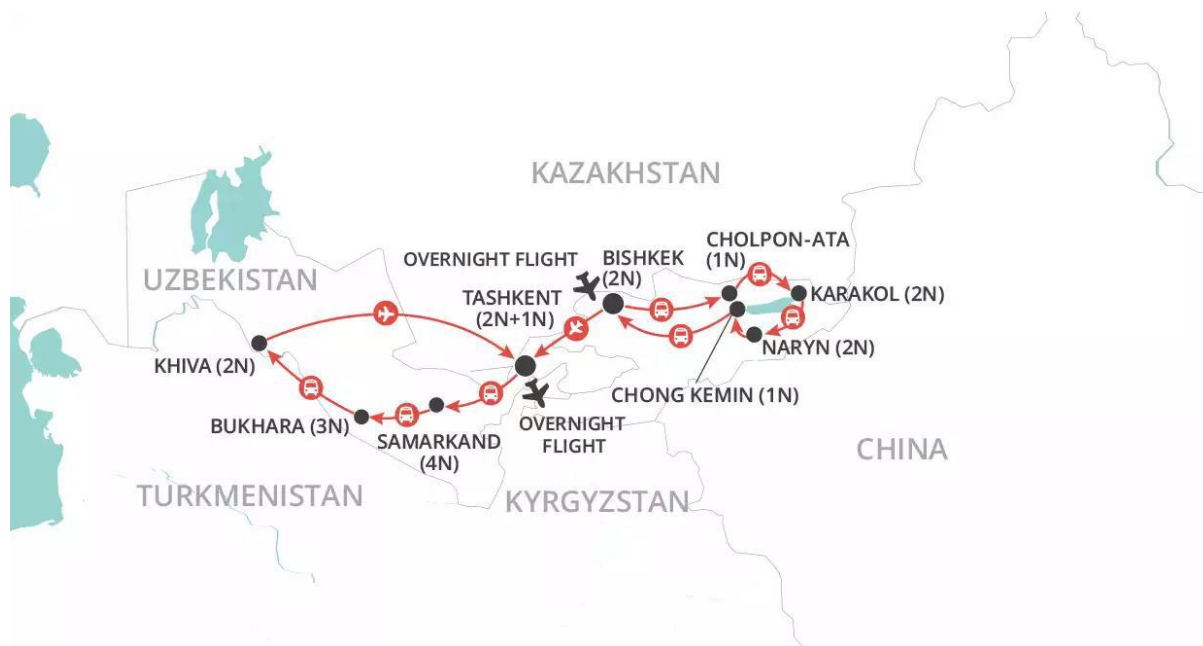 KAZAKHSTAN
CHOLPON-ATA
(1N)
OVERNIGHT FLIGHT
BISHKEK
(2N)
UZBEKISTAN
TASHKENT
(2N+1N)
KARAKOL (2N)
NARYN (2N)
KHIVA (2N)
CHONG KEMIN (1N)
BUKHARA (3N)
OVERNIGHT
FLIGHT
SAMARKAND
(4N)
CHINA
TURKMENISTAN
KYRGYZSTAN